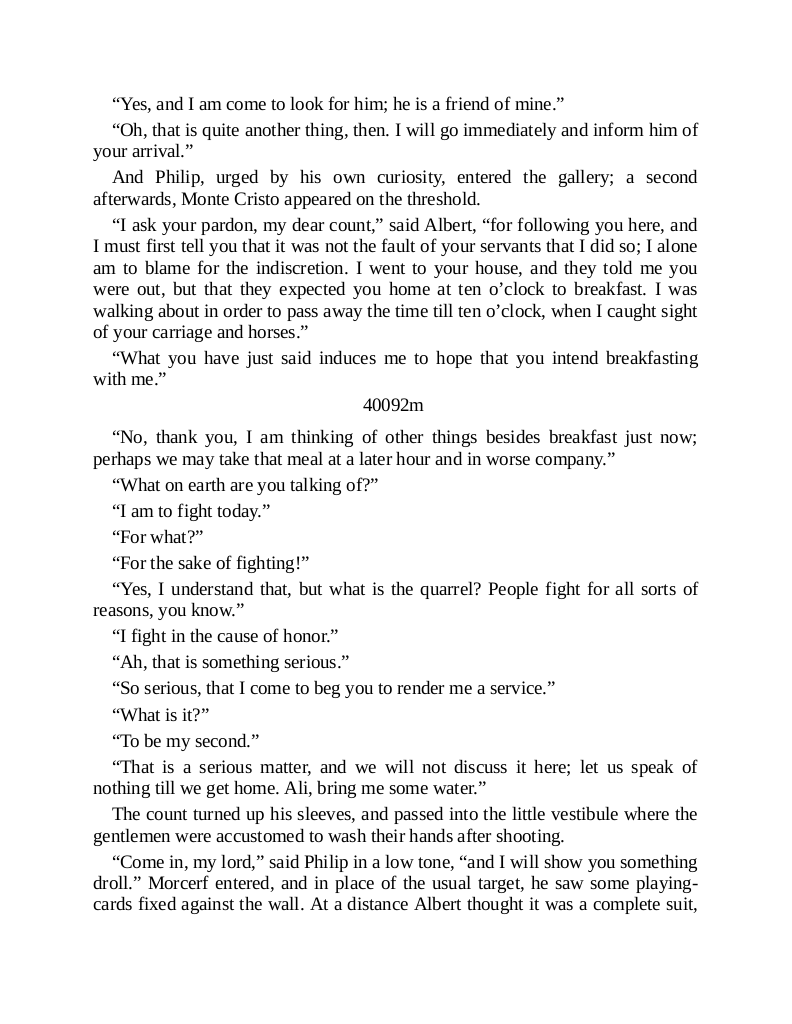 “Yes, and I am come to look for him; he is a friend of mine.”
“Oh, that is quite another thing, then. I will go immediately and inform him of
your arrival.”
And Philip, urged by his own curiosity, entered the gallery; a second
afterwards, Monte Cristo appeared on the threshold.
“I ask your pardon, my dear count,” said Albert, “for following you here, and
I must first tell you that it was not the fault of your servants that I did so; I alone
am to blame for the indiscretion. I went to your house, and they told me you
were out, but that they expected you home at ten o’clock to breakfast. I was
walking about in order to pass away the time till ten o’clock, when I caught sight
of your carriage and horses.”
“What you have just said induces me to hope that you intend breakfasting
with me.”
40092m
“No, thank you, I am thinking of other things besides breakfast just now;
perhaps we may take that meal at a later hour and in worse company.”
“What on earth are you talking of?”
“I am to fight today.”
“For what?”
“For the sake of fighting!”
“Yes, I understand that, but what is the quarrel? People fight for all sorts of
reasons, you know.”
“I fight in the cause of honor.”
“Ah, that is something serious.”
“So serious, that I come to beg you to render me a service.”
“What is it?”
“To be my second.”
“That is a serious matter, and we will not discuss it here; let us speak of
nothing till we get home. Ali, bring me some water.”
The count turned up his sleeves, and passed into the little vestibule where the
gentlemen were accustomed to wash their hands after shooting.
“Come in, my lord,” said Philip in a low tone, “and I will show you something
droll.” Morcerf entered, and in place of the usual target, he saw some playing-
cards fixed against the wall. At a distance Albert thought it was a complete suit,